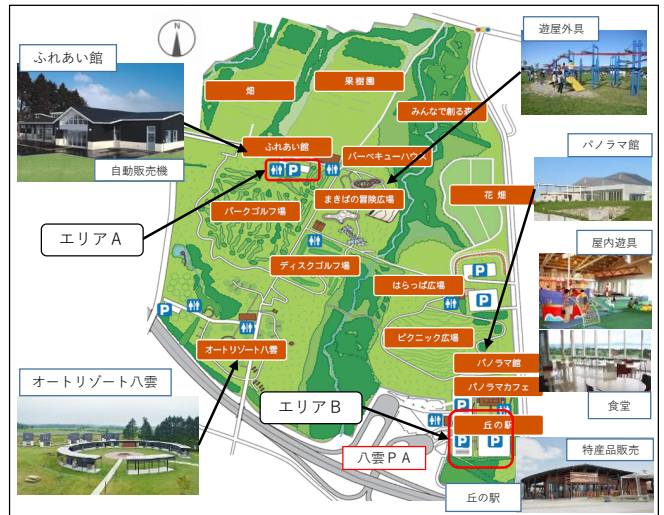 N
ふれあい館
自動販売機
遊屋外具
パノラマ館
屋内遊具
食堂
特産品販売
丘の駅
オートリゾート八雲
エリアA
エリアB
八雲PA
畑
果樹園
みんなで創る森
ふれあい館
バーベキューハウス
P
まきばの冒険広場
花畑
パークゴルフ場
ディスクゴルフ場
P
はらっぱ広場
P
P
ピクニック広場
オートリゾート八雲
パノラマ館
パノラマカフェ
P
丘の駅
P
P